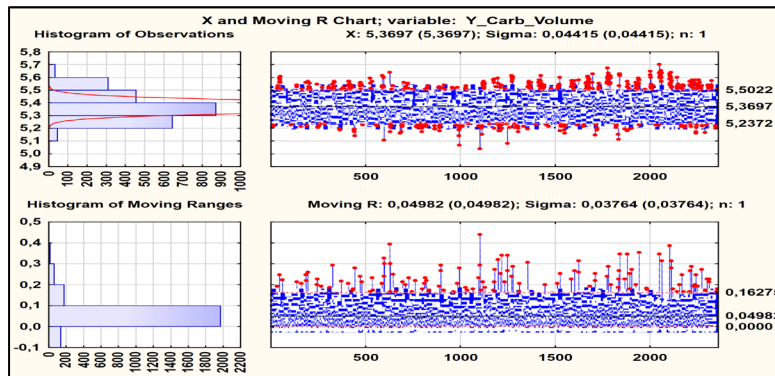 X and Moving R Chart; variable: Y_Carb_Volume
Histogram of Observations
X: 5,3697 (5,3697); Sigma: 0,04415 (0,04415); n: 1
5,8
5,7
5,6
5,5
5,4
5,3
5,2
5,1
5,0
4,9
0 100 200 300 400 500 600 700 800 900 1000
5,5022
5,3697
5,2372
500 1000 1500 2000
Histogram of Moving Ranges
Moving R: 0,04982 (0,04982); Sigma: 0,03764 (0,03764); n: 1
0,5
0,4
0,3
0,2
0,1
0,0
-0,1
0 200 400 600 800 1000 1200 1400 1600 1800 2000 2200
0,16275
0,04982
0,0000
500 1000 1500 2000